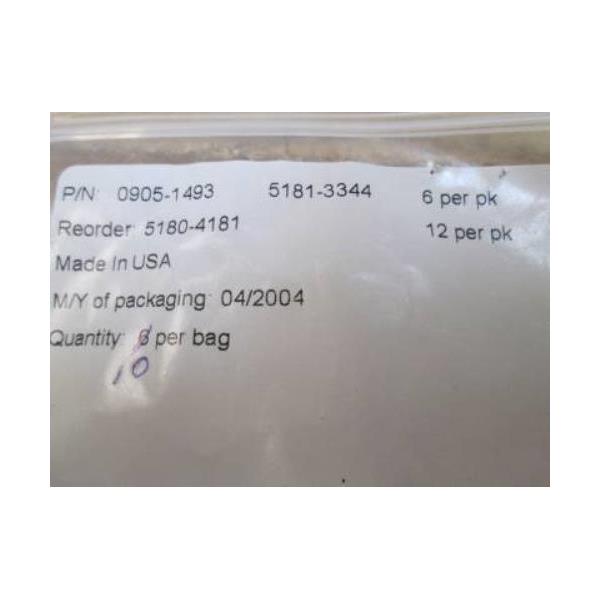 P/N: 0905-1493 5181-3344 6 per pk
Reorder: 5180-4181 12 per pk
Made In USA
M/Y of packaging: 04/2004
Quantity: 6 per bag
10